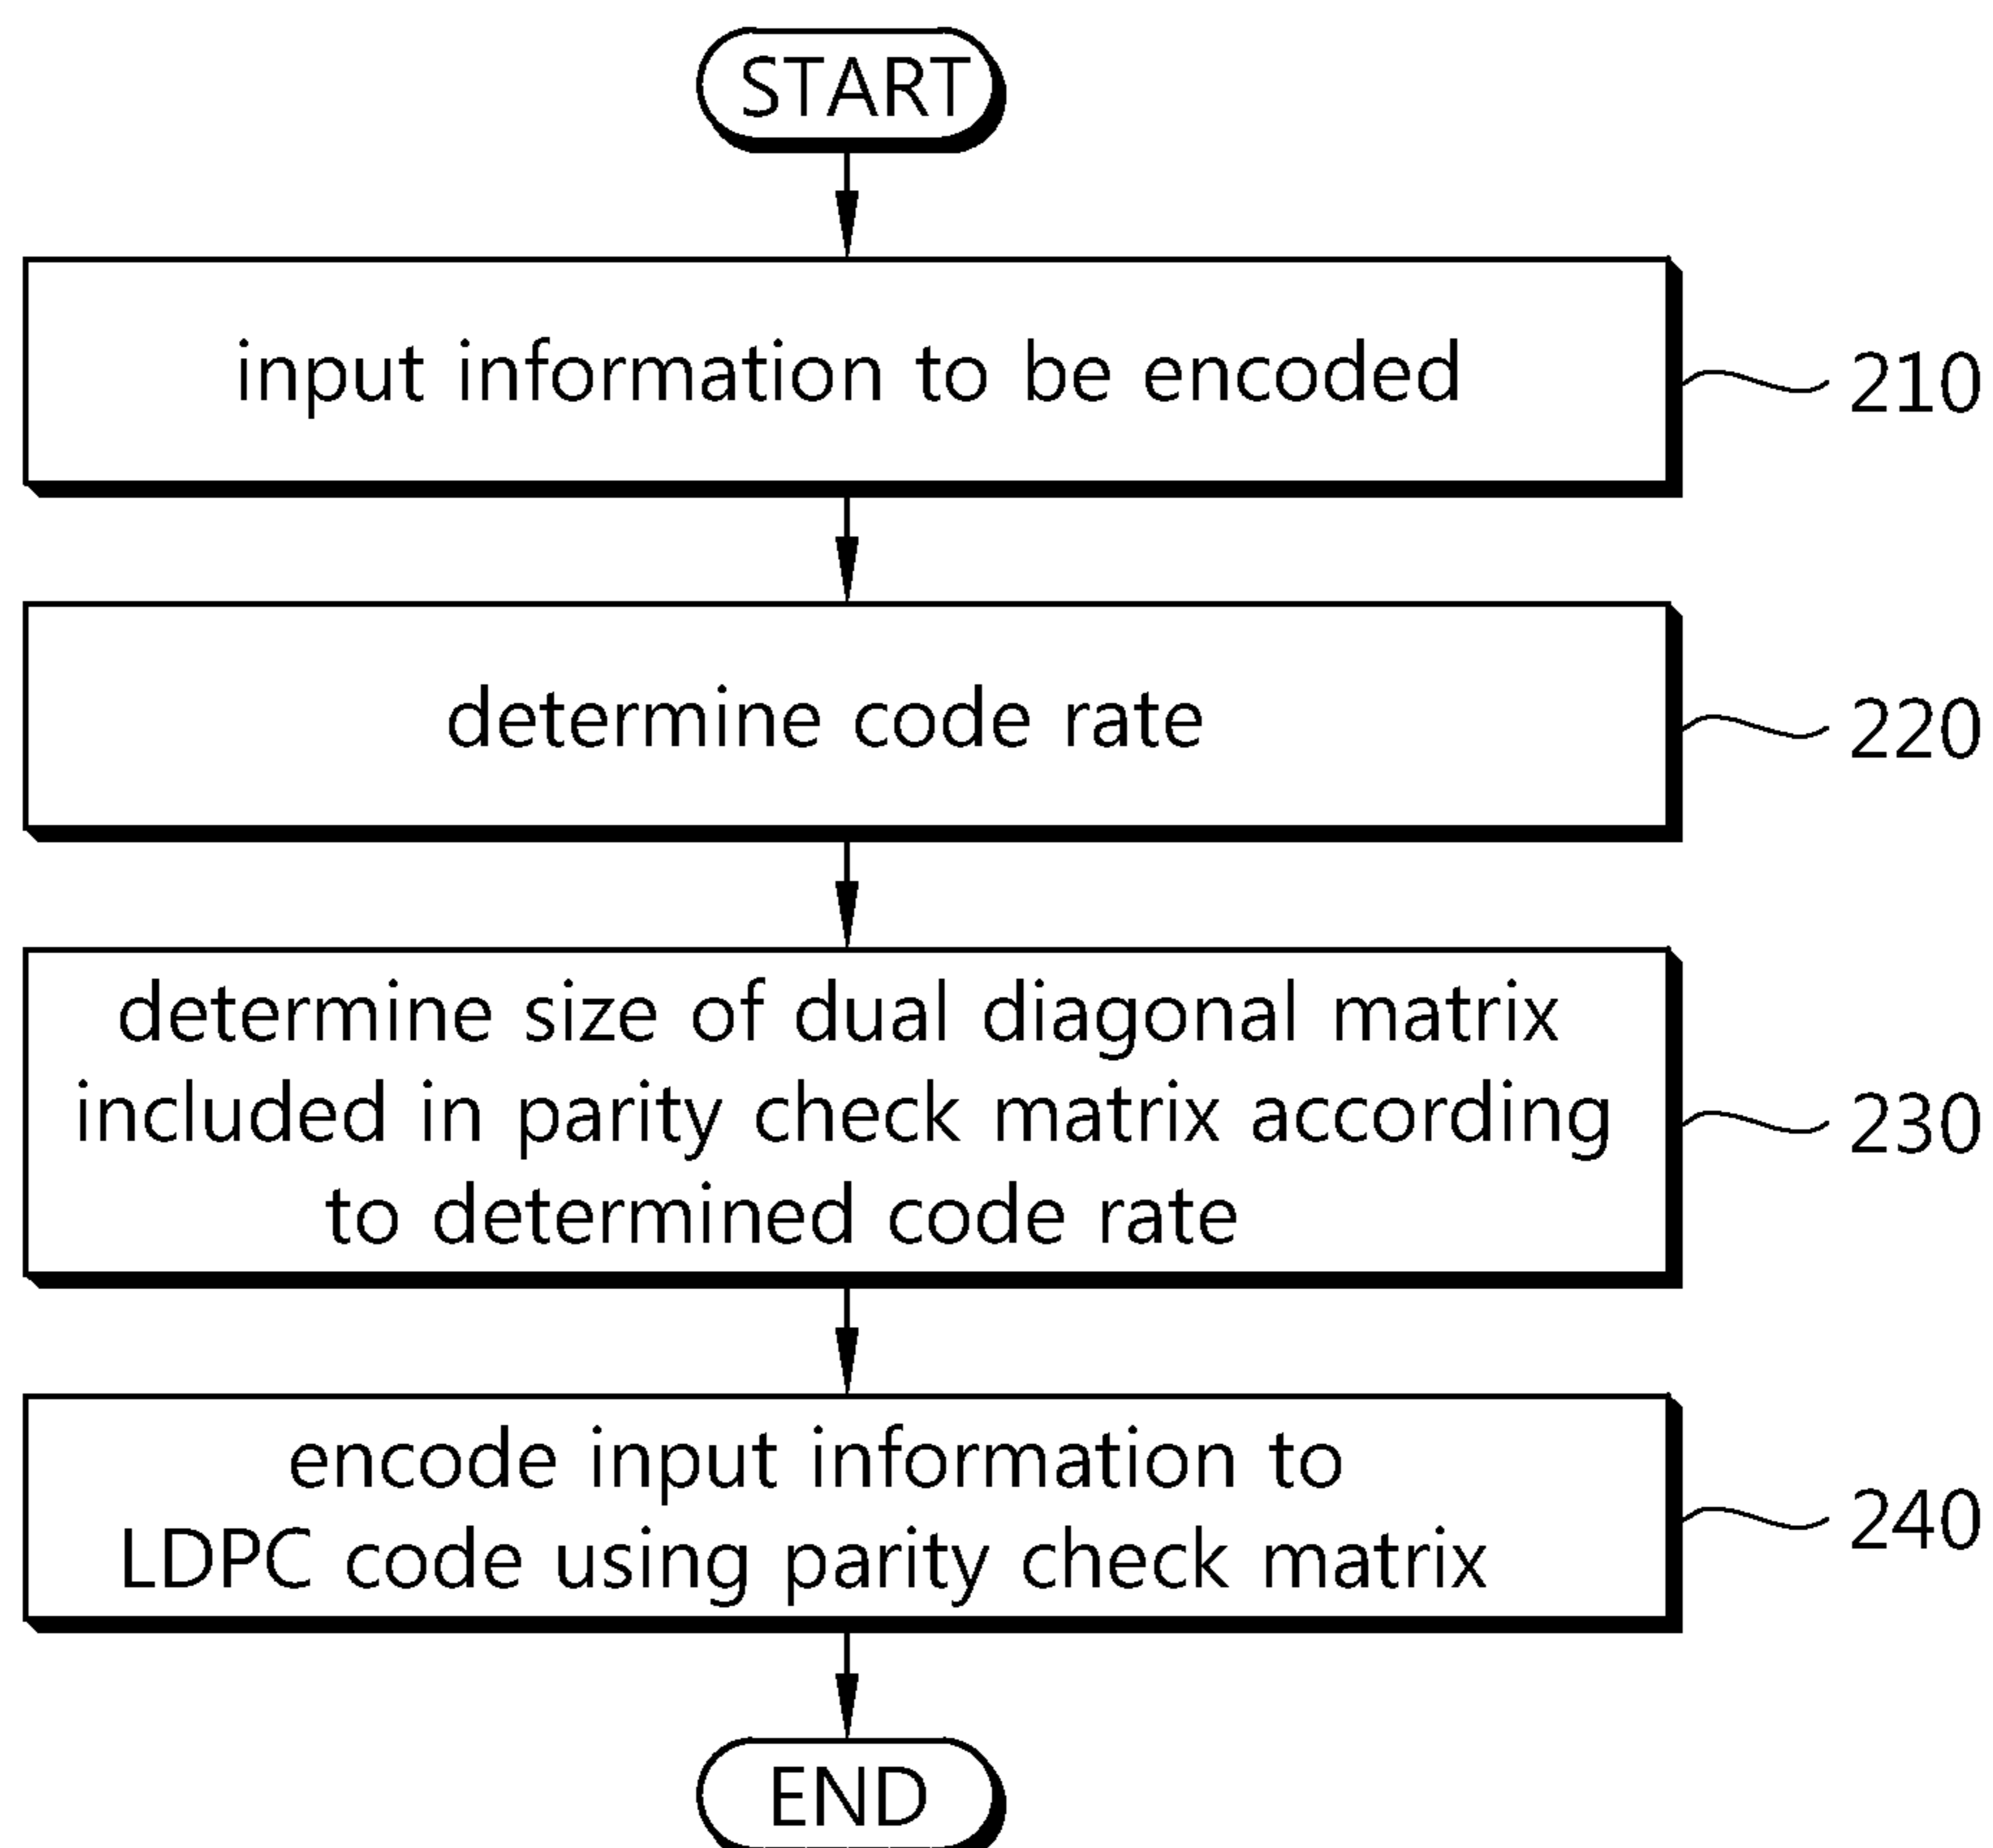 START
input information to be encoded
210
determine code rate
220
determine size of dual diagonal matrix
included in parity check matrix according
to determined code rate
230
encode input information to
LDPC code using parity check matrix
240
END